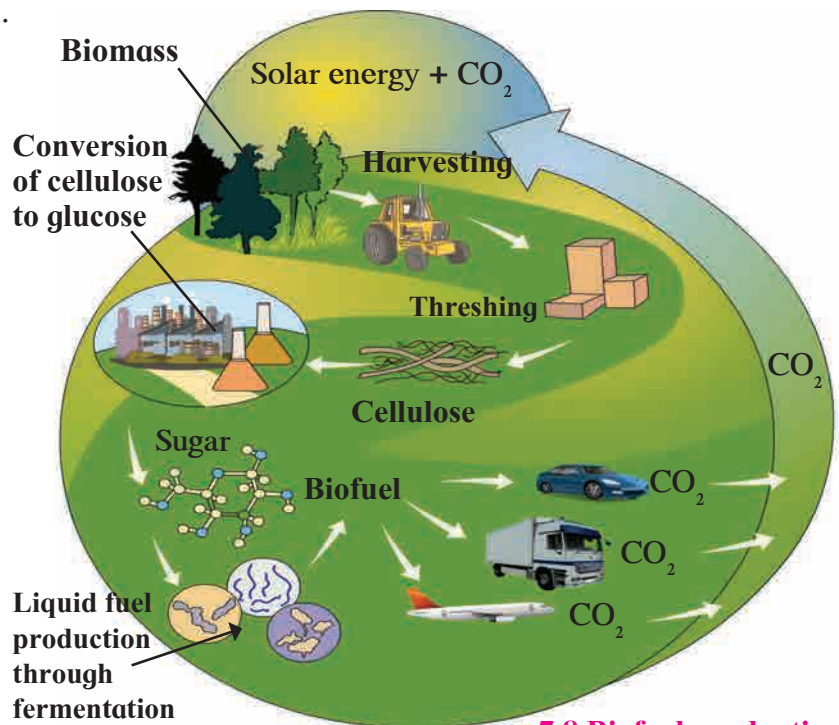 .
Biomass
Solar energy + CO₂
Conversion
of cellulose
to glucose
Harvesting
Threshing
CO₂
Cellulose
Sugar
Biofuel
CO₂
CO₂
CO₂
Liquid fuel
production
through
fermentation